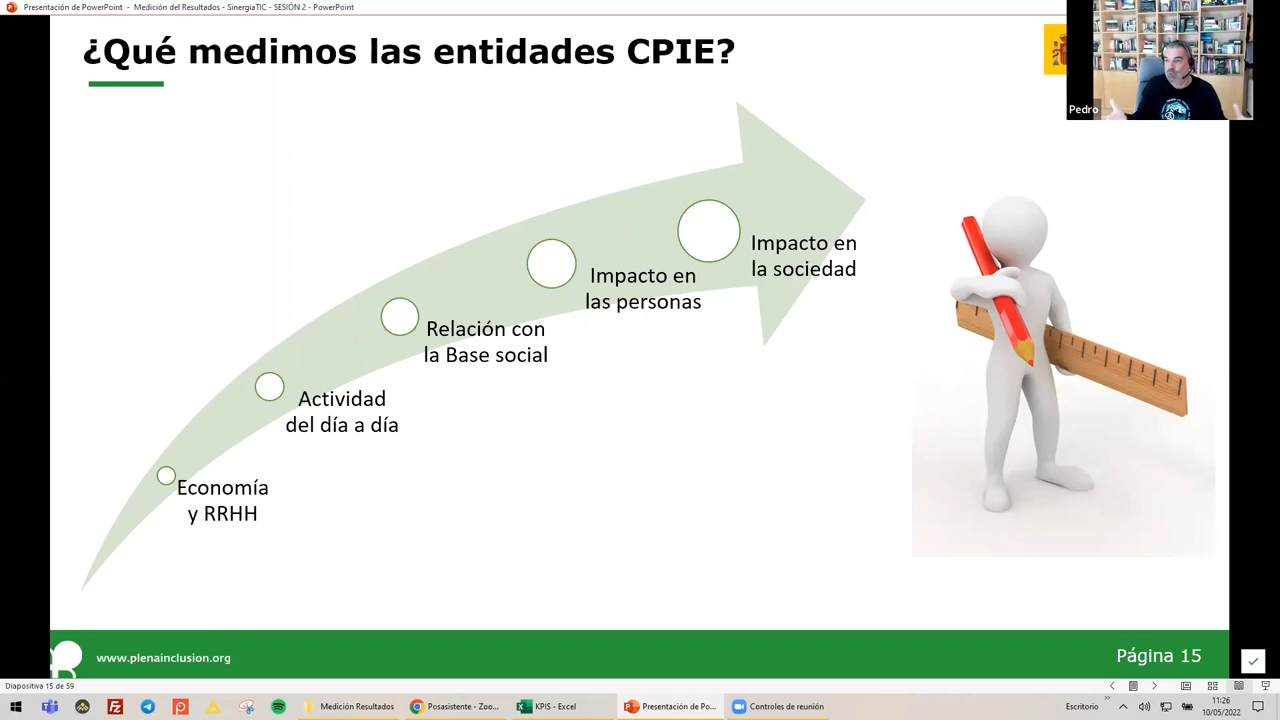 Presentación de PowerPoint - Medición del Resultados - SinergiaTIC - SESIÓN 2 - PowerPoint
¿Qué medimos las entidades CPIE?
Pedro
Impacto en
la sociedad
Impacto en
las personas
Relación con
la Base social
Actividad
del día a día
Economía
y RRHH
www.plenainclusion.org
Página 15
Diapositiva 15 de 59
Medición Resultados
Posasistente - Zoo...
KPIS - Excel
Presentación de Po...
Controles de reunión
Escritorio
11:26
10/05/2022